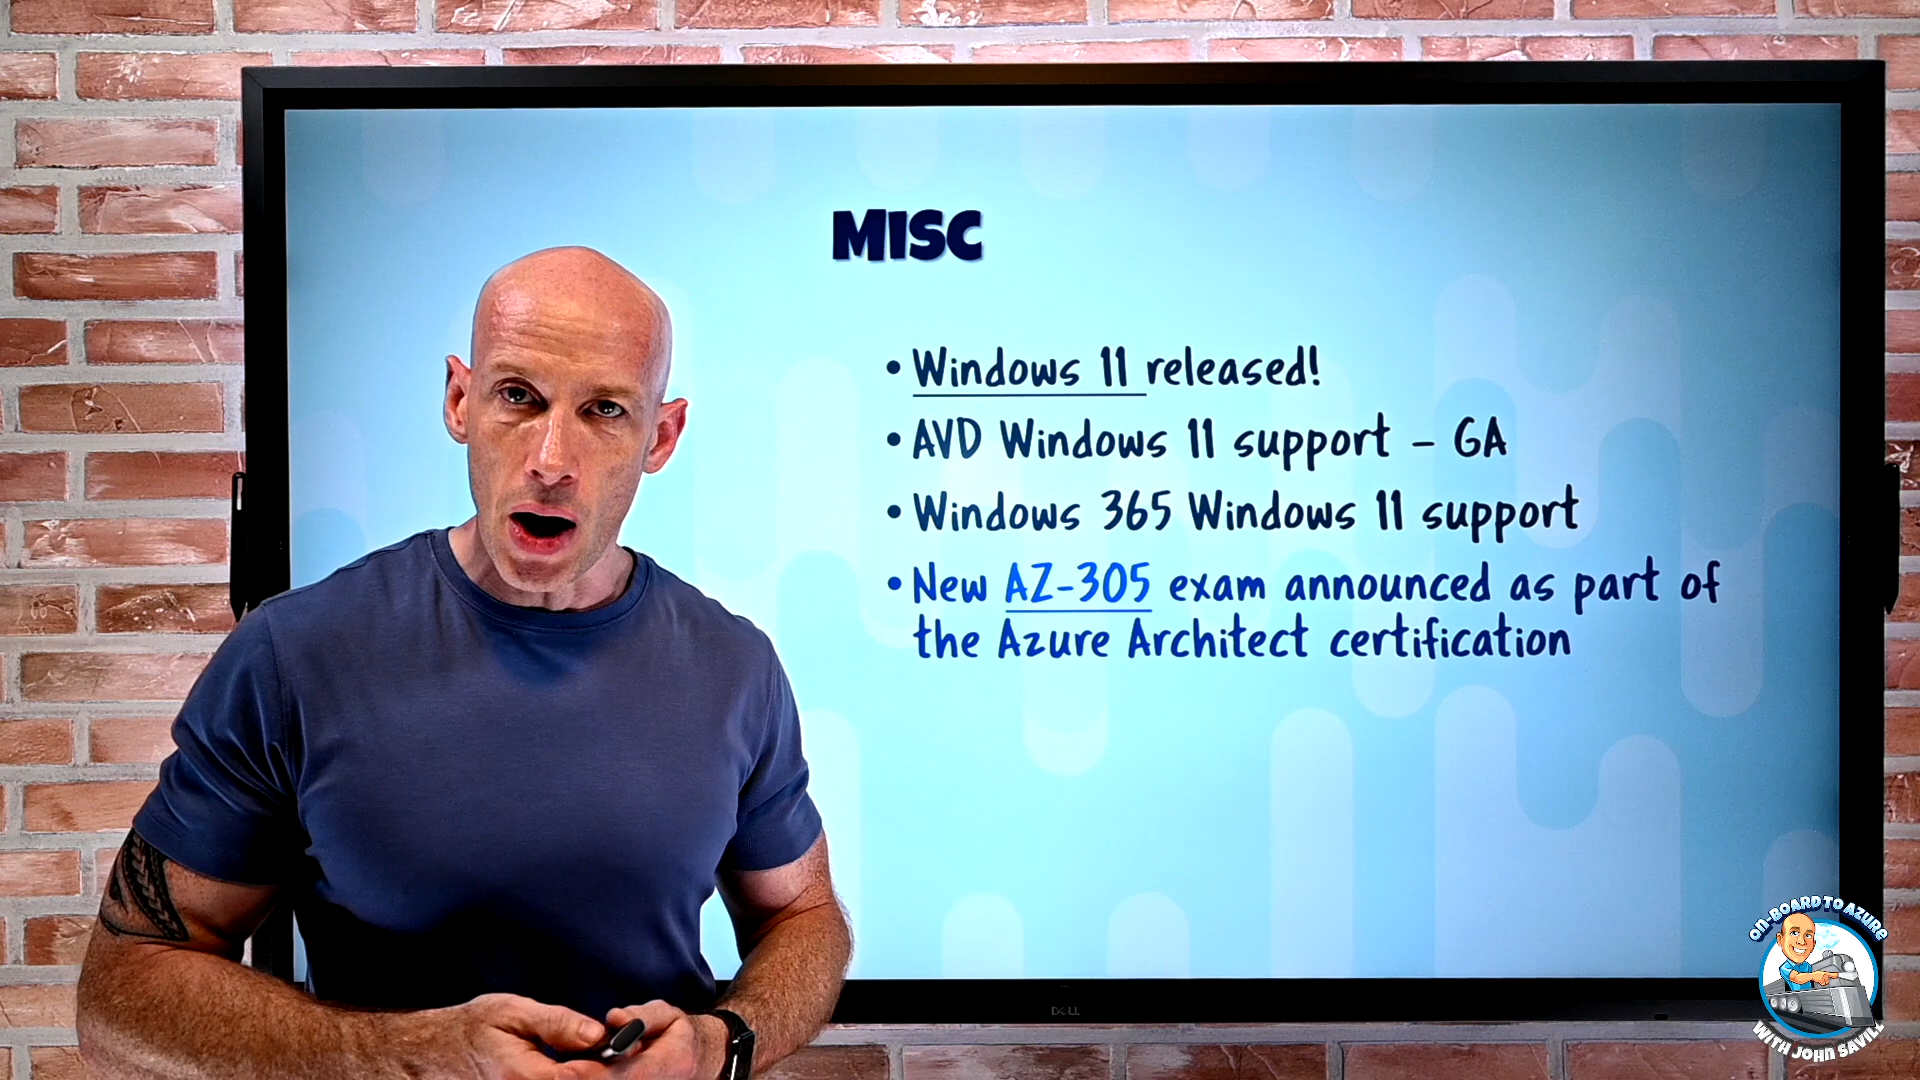 MISC
• Windows 11 released!
• AVD Windows 11 support – GA
• Windows 365 Windows 11 support
• New AZ-305 exam announced as part of
the Azure Architect certification
DELL
ON-BOARD TO AZURE
WITH JOHN SAVILL